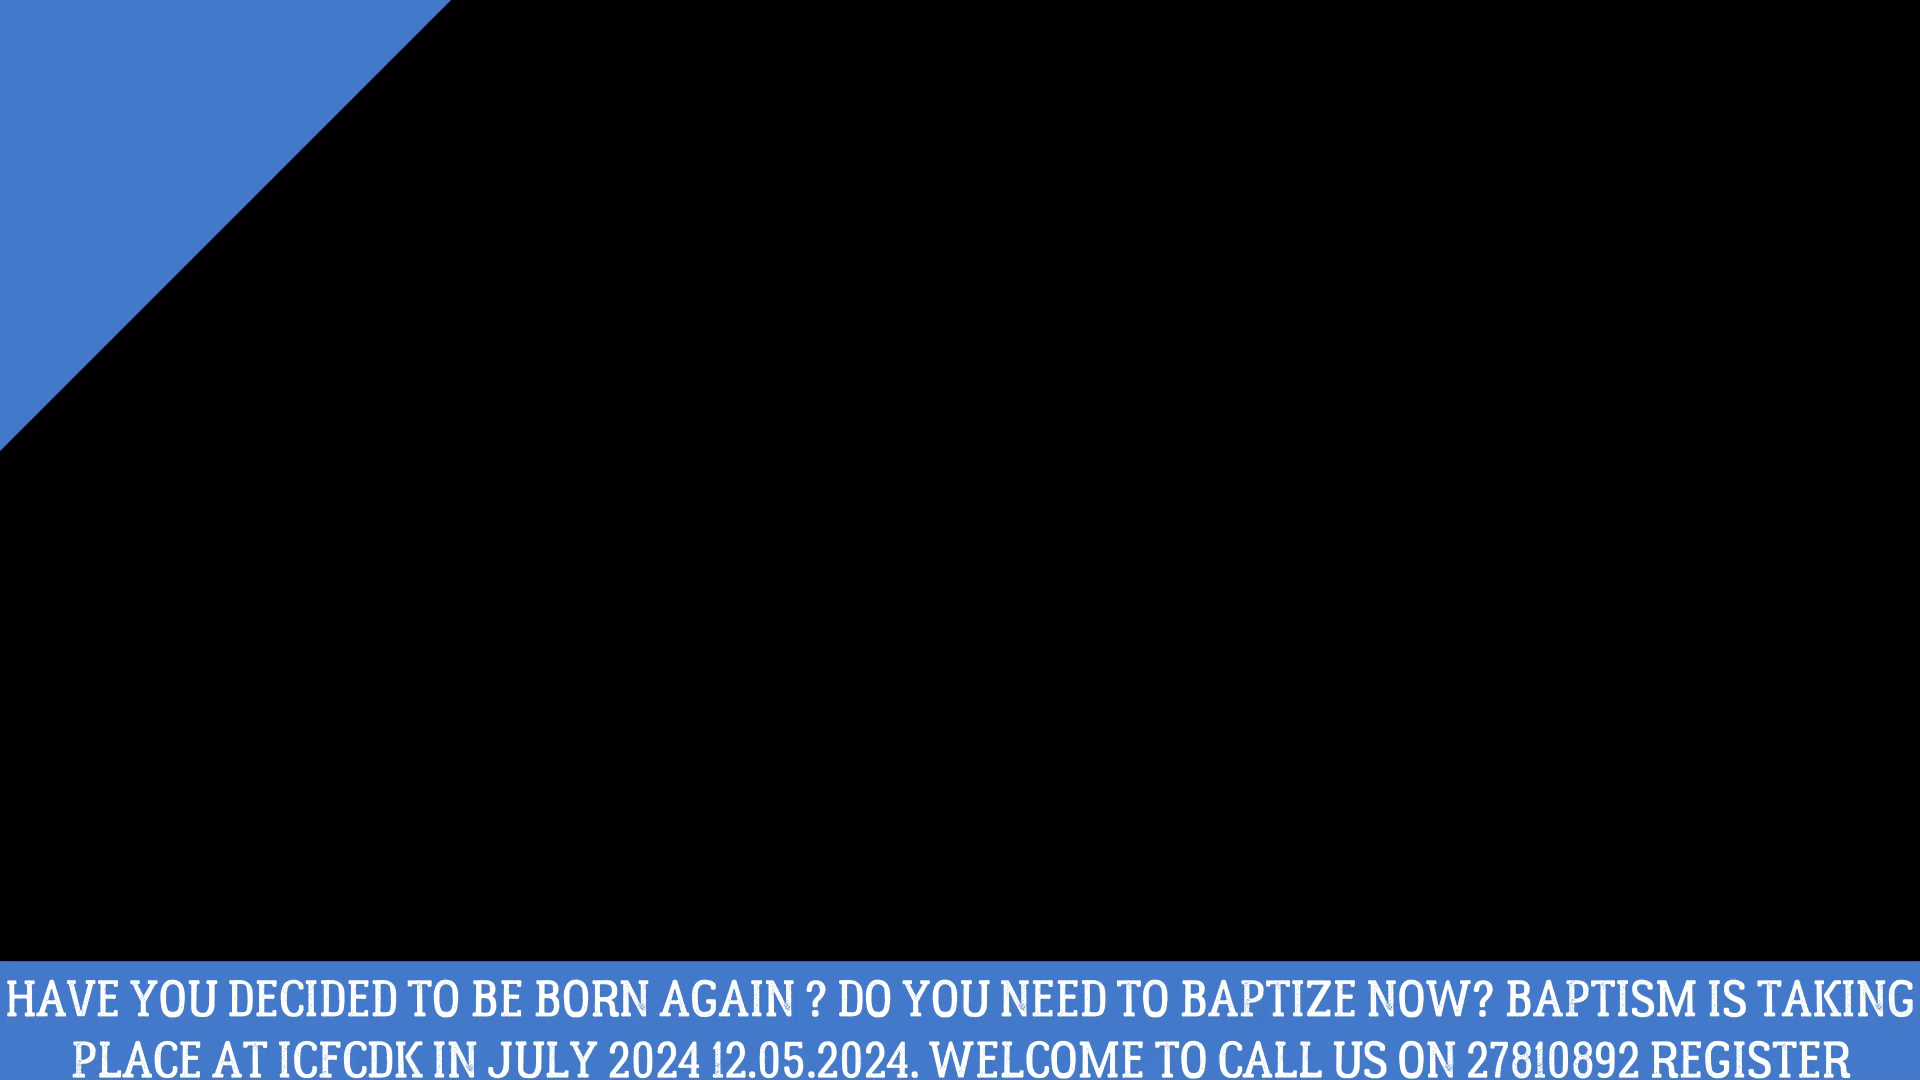 HAVE YOU DECIDED TO BE BORN AGAIN ? DO YOU NEED TO BAPTIZE NOW? BAPTISM IS TAKING
PLACE AT ICFCDK IN JULY 2024 12.05.2024. WELCOME TO CALL US ON 27810892 REGISTER